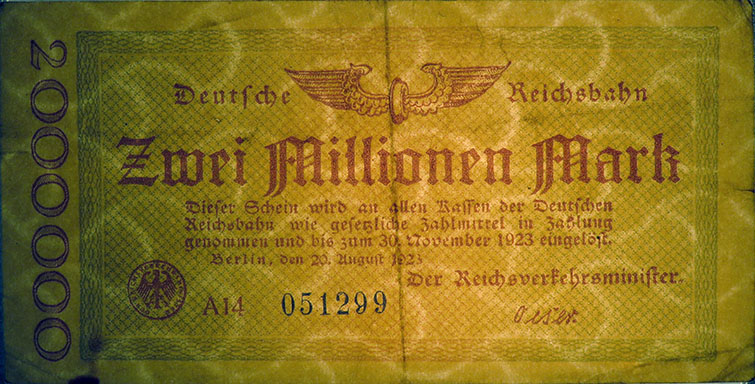 2000000
Deutsche Reichsbahn
Zwei Millionen Mark
Dieser Schein wird an allen Kassen der Deutschen
Reichsbahn wie gesetzliche Zahlmittel in Zahlung
genommen und bis zum 30. November 1923 eingelöst.
Berlin, den 20. August 1923
Der Reichsverkehrsminister.
A14 051299
Oeser